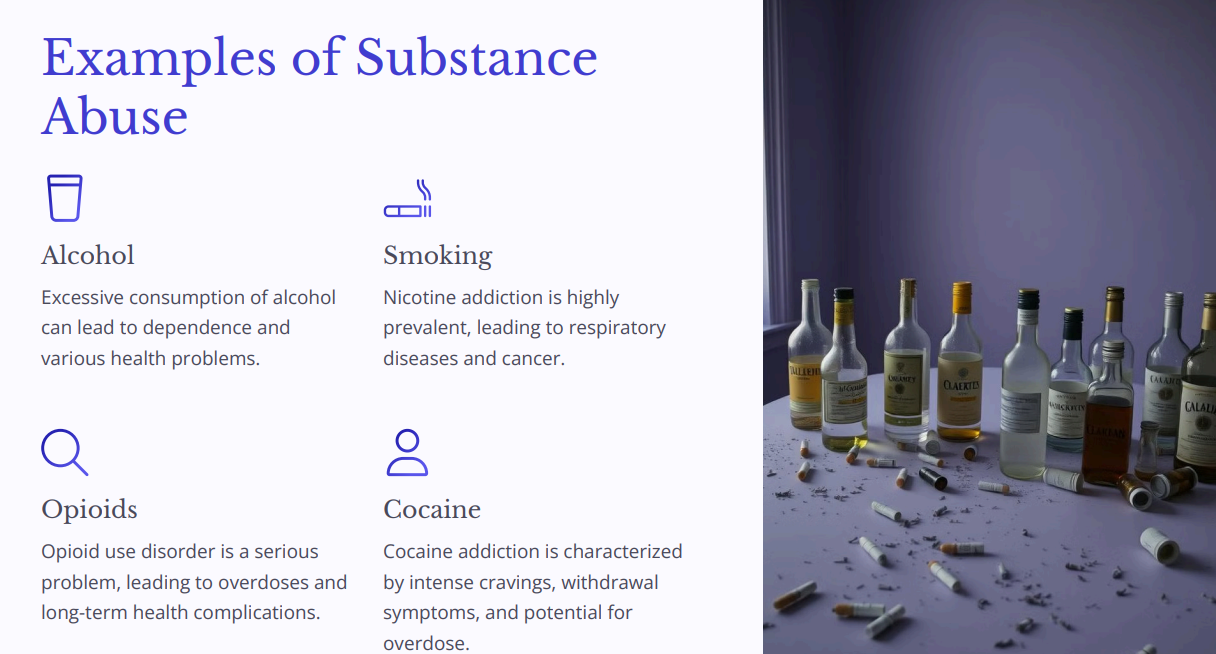 Examples of Substance
Abuse
Alcohol
Excessive consumption of alcohol
can lead to dependence and
various health problems.
Smoking
Nicotine addiction is highly
prevalent, leading to respiratory
diseases and cancer.
Opioids
Opioid use disorder is a serious
problem, leading to overdoses and
long-term health complications.
Cocaine
Cocaine addiction is characterized
by intense cravings, withdrawal
symptoms, and potential for
overdose.